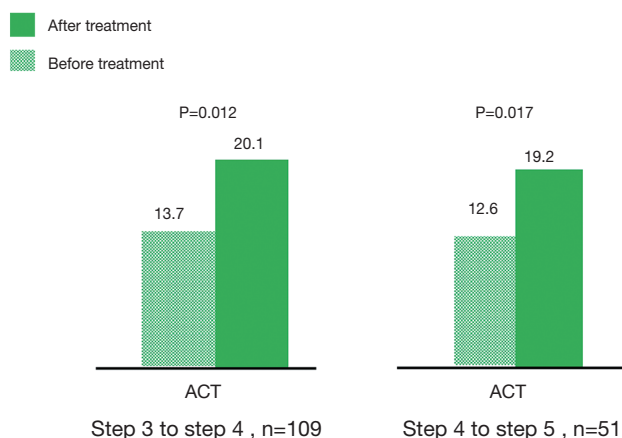 After treatment
Before treatment
P=0.012
20.1
13.7
ACT
Step 3 to step 4 , n=109
P=0.017
19.2
12.6
ACT
Step 4 to step 5 , n=51